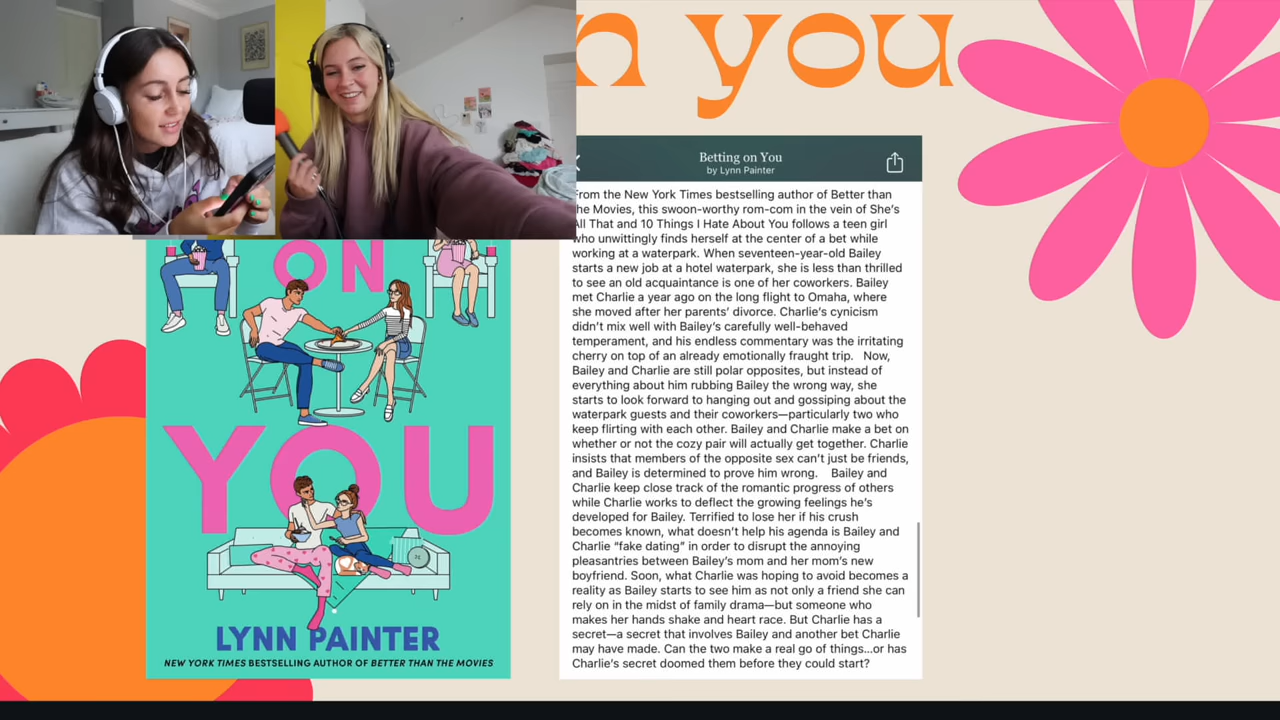 n you
Betting on You
by Lynn Painter
From the New York Times bestselling author of Better than
the Movies, this swoon-worthy rom-com in the vein of She's
All That and 10 Things I Hate About You follows a teen girl
who unwittingly finds herself at the center of a bet while
working at a waterpark. When seventeen-year-old Bailey
starts a new job at a hotel waterpark, she is less than thrilled
to see an old acquaintance is one of her coworkers. Bailey
met Charlie a year ago on the long flight to Omaha, where
she moved after her parents' divorce. Charlie's cynicism
didn't mix well with Bailey's carefully well-behaved
temperament, and his endless commentary was the irritating
cherry on top of an already emotionally fraught trip. Now,
Bailey and Charlie are still polar opposites, but instead of
everything about him rubbing Bailey the wrong way, she
starts to look forward to hanging out and gossiping about the
waterpark guests and their coworkers—particularly two who
keep flirting with each other. Bailey and Charlie make a bet on
whether or not the cozy pair will actually get together. Charlie
insists that members of the opposite sex can't just be friends,
and Bailey is determined to prove him wrong. Bailey and
Charlie keep close track of the romantic progress of others
while Charlie works to deflect the growing feelings he's
developed for Bailey. Terrified to lose her if his crush
becomes known, what doesn't help his agenda is Bailey and
Charlie “fake dating” in order to disrupt the annoying
pleasantries between Bailey's mom and her mom's new
boyfriend. Soon, what Charlie was hoping to avoid becomes a
reality as Bailey starts to see him as not only a friend she can
rely on in the midst of family drama—but someone who
makes her hands shake and heart race. But Charlie has a
secret—a secret that involves Bailey and another bet Charlie
may have made. Can the two make a real go of things...or has
Charlie's secret doomed them before they could start?
ON
YOU
LYNN PAINTER
NEW YORK TIMES BESTSELLING AUTHOR OF BETTER THAN THE MOVIES